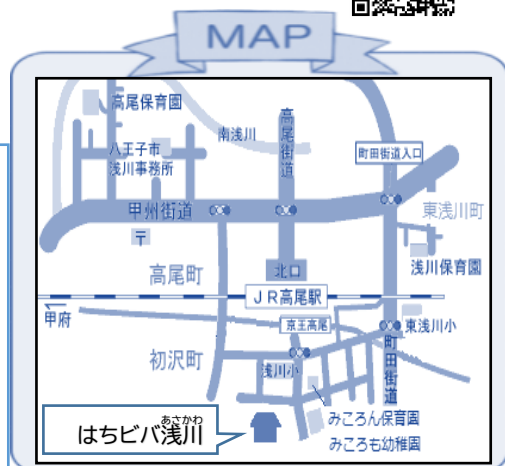 MAP
高尾保育園
南浅川
高尾街道
町田街道入口
八王子市
浅川事務所
甲州街道
東浅川町
〒
浅川保育園
高尾町
北口
JR高尾駅
甲府
京王高尾
東浅川小
町田街道
初沢町
浅川小
みころん保育園
みころも幼稚園
あさかわ
はちビバ浅川